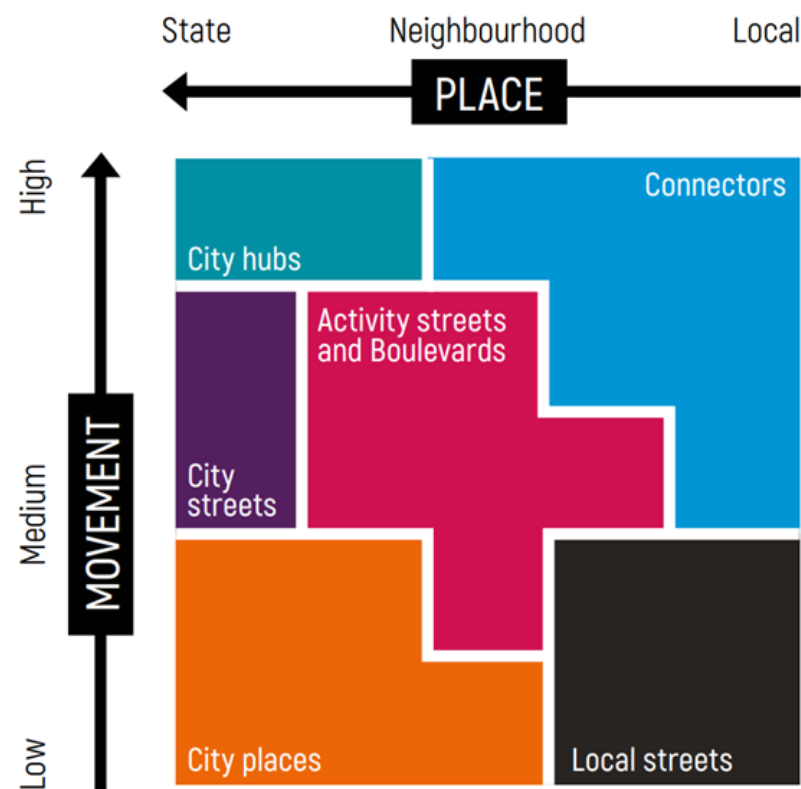 State Neighbourhood Local
PLACE
High
Connectors
City hubs
Activity streets
and Boulevards
MOVEMENT
Medium
City
streets
Low
City places
Local streets